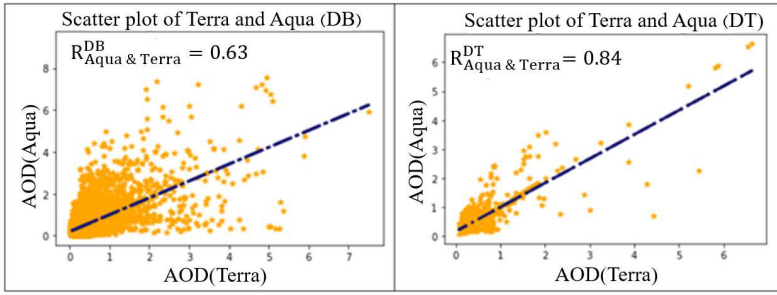 Scatter plot of Terra and Aqua (DB)
R^DB_Aqua & Terra = 0.63
AOD(Aqua)
8
6
4
2
0
0 1 2 3 4 5 6 7
AOD(Terra)
Scatter plot of Terra and Aqua (DT)
R^DT_Aqua & Terra = 0.84
AOD(Aqua)
6
5
4
3
2
1
0
0 1 2 3 4 5 6
AOD(Terra)